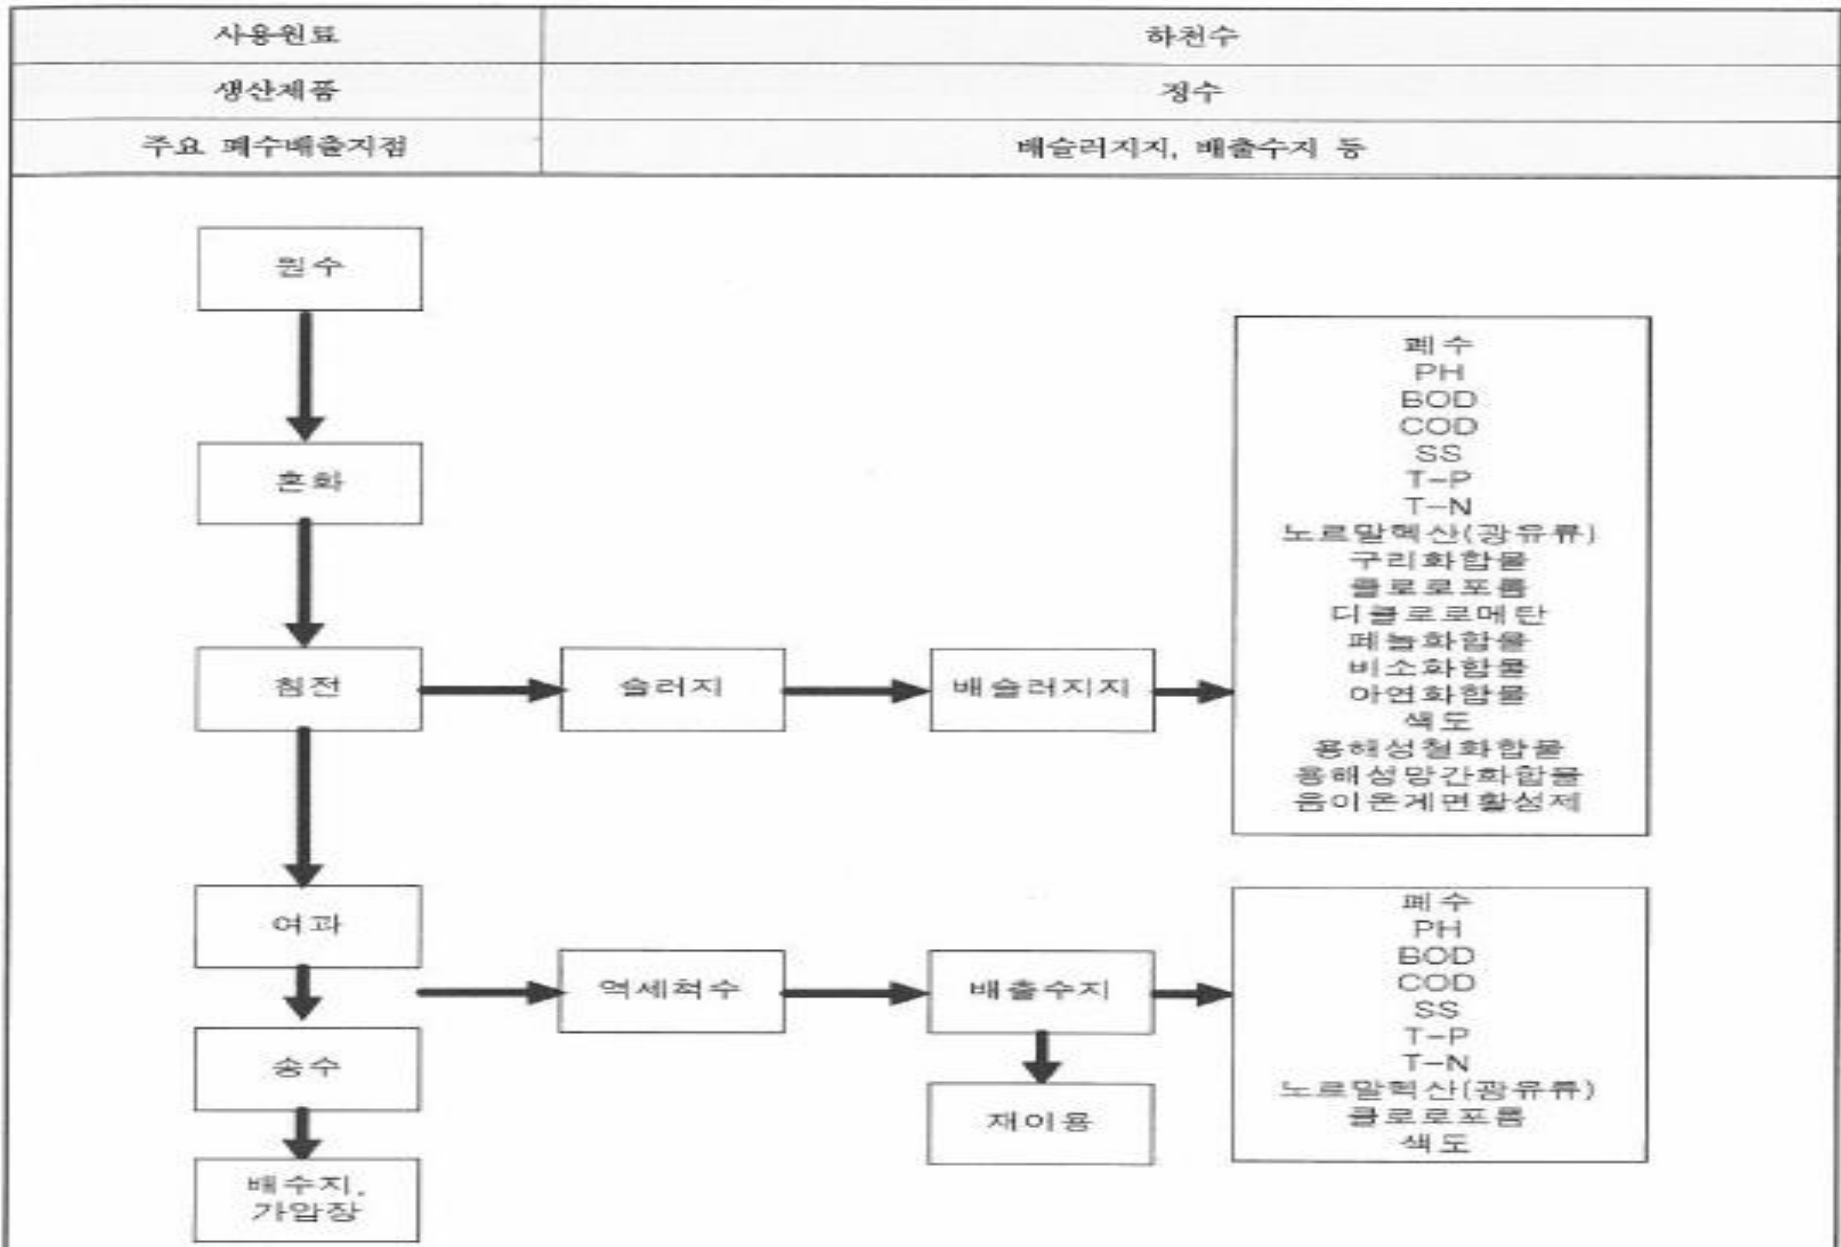 사용원료 하천수
생산제품 정수
주요 폐수배출지점 배슬러지지, 배출수지 등
원수
혼화
침전
슬러지
배슬러지지
폐수
PH
BOD
COD
SS
T-P
T-N
노르말헥산(광유류)
구리화합물
클로로포름
디클로로메탄
페놀화합물
비소화합물
아연화합물
색도
용해성철화합물
용해성망간화합물
음이온계면활성제
여과
역세척수
배출수지
폐수
PH
BOD
COD
SS
T-P
T-N
노르말헥산(광유류)
클로로포름
색도
송수
재이용
배수지,
가압장